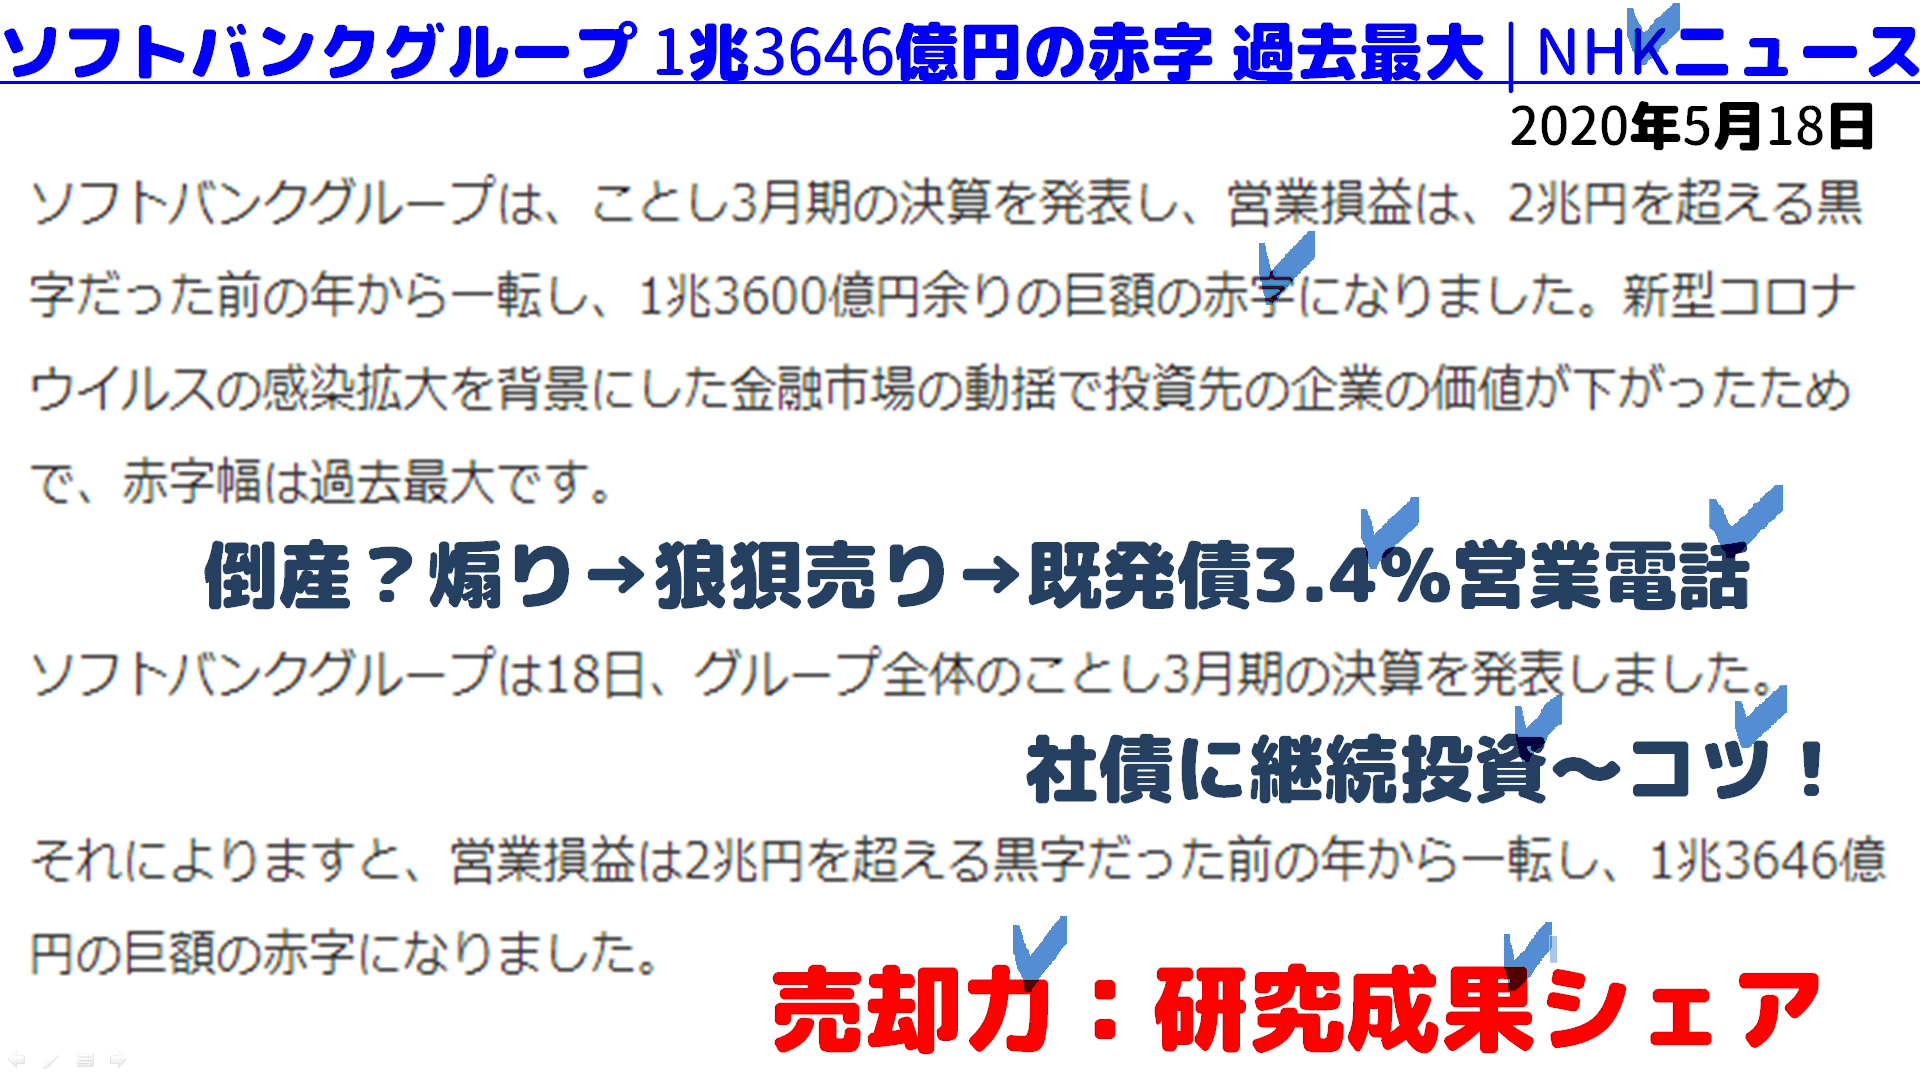 ソフトバンクグループ 1兆3646億円の赤字 過去最大 | NHKニュース
2020年5月18日
ソフトバンクグループは、ことし3月期の決算を発表し、営業損益は、2兆円を超える黒
字だった前の年から一転し、1兆3600億円余りの巨額の赤字になりました。新型コロナ
ウイルスの感染拡大を背景にした金融市場の動揺で投資先の企業の価値が下がったため
で、赤字幅は過去最大です。
倒産？煽り→狼狽売り→既発債3.4%営業電話
ソフトバンクグループは18日、グループ全体のことし3月期の決算を発表しました。
社債に継続投資～コツ！
それによりますと、営業損益は2兆円を超える黒字だった前の年から一転し、1兆3646億
円の巨額の赤字になりました。
売却力：研究成果シェア